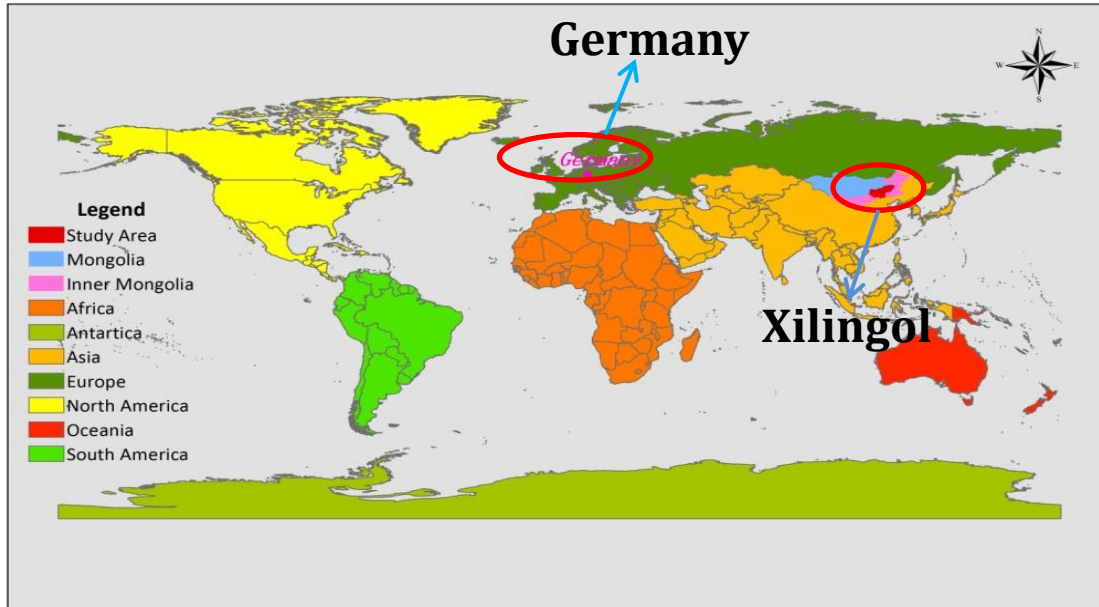 Germany
N
W
E
S
Germany
Legend
Study Area
Mongolia
Inner Mongolia
Africa
Antartica
Asia
Europe
North America
Oceania
South America
Xilingol